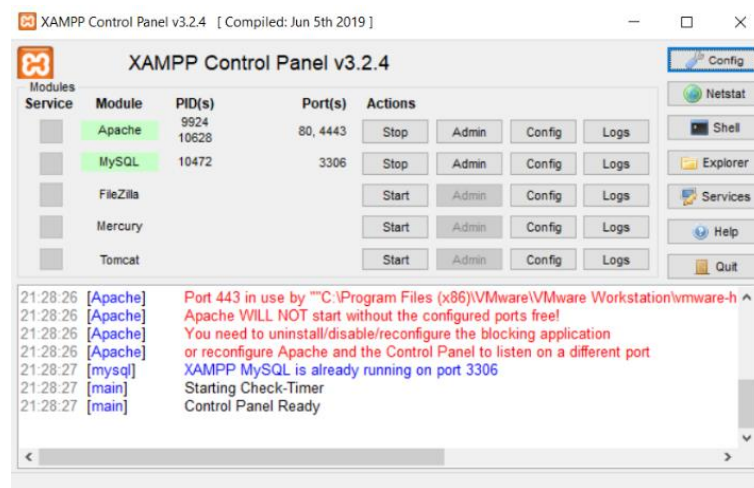 XAMPP Control Panel v3.2.4 [ Compiled: Jun 5th 2019 ]
XAMPP Control Panel v3.2.4
Config
Modules
Service Module PID(s) Port(s) Actions
Netstat
Apache 9924 10628 80, 4443 Stop Admin Config Logs
Shell
MySQL 10472 3306 Stop Admin Config Logs
Explorer
FileZilla Start Admin Config Logs
Services
Mercury Start Admin Config Logs
Help
Tomcat Start Admin Config Logs
Quit
21:28:26 [Apache] Port 443 in use by ""C:\Program Files (x86)\VMware\VMware Workstation\vmware-h
21:28:26 [Apache] Apache WILL NOT start without the configured ports free!
21:28:26 [Apache] You need to uninstall/disable/reconfigure the blocking application
21:28:26 [Apache] or reconfigure Apache and the Control Panel to listen on a different port
21:28:27 [mysql] XAMPP MySQL is already running on port 3306
21:28:27 [main] Starting Check-Timer
21:28:27 [main] Control Panel Ready